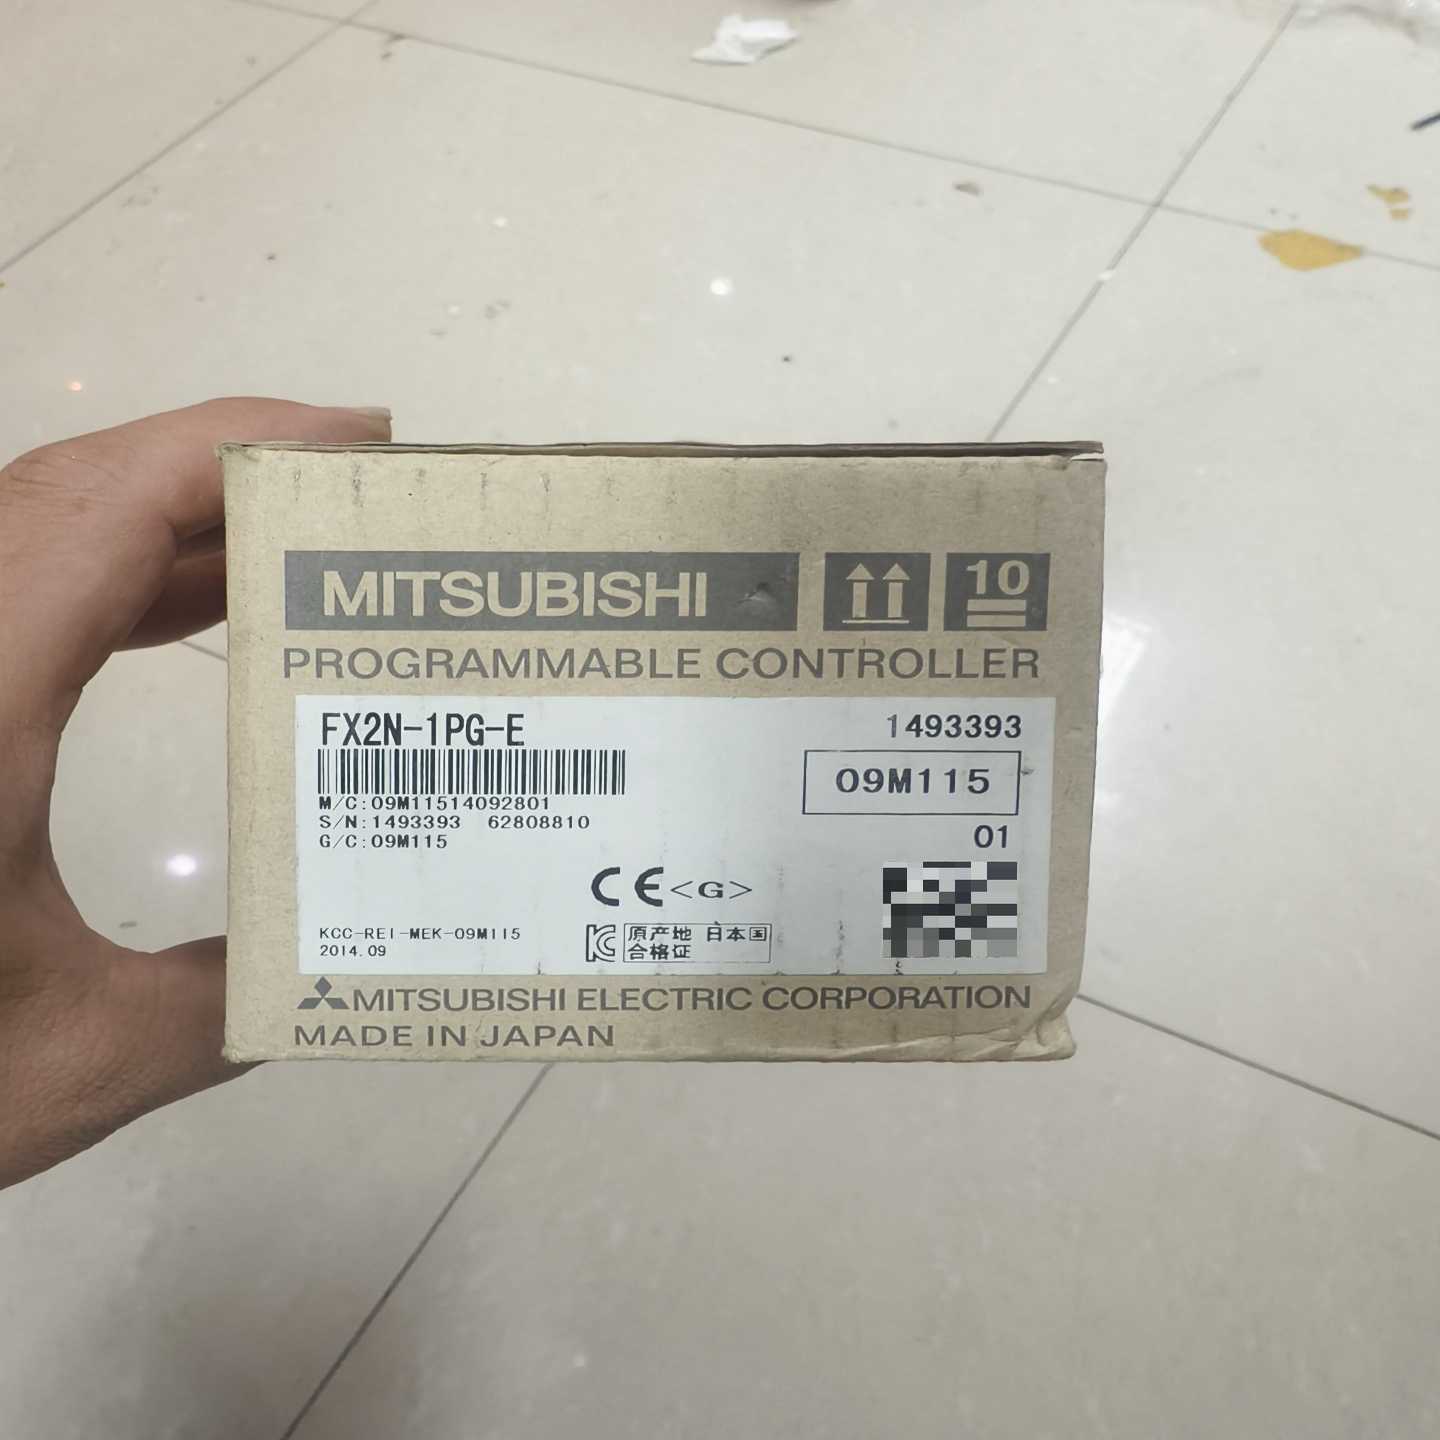 MITSUBISHI
10
PROGRAMMABLE CONTROLLER
FX2N-1PG-E
1493393
09M115
M/C:09M11514092801
S/N:1493393 62808810
G/C:09M115
01
CE<G>
KCC-REI-MEK-09M115
2014.09
原产地 日本国
合格证
MITSUBISHI ELECTRIC CORPORATION
MADE IN JAPAN